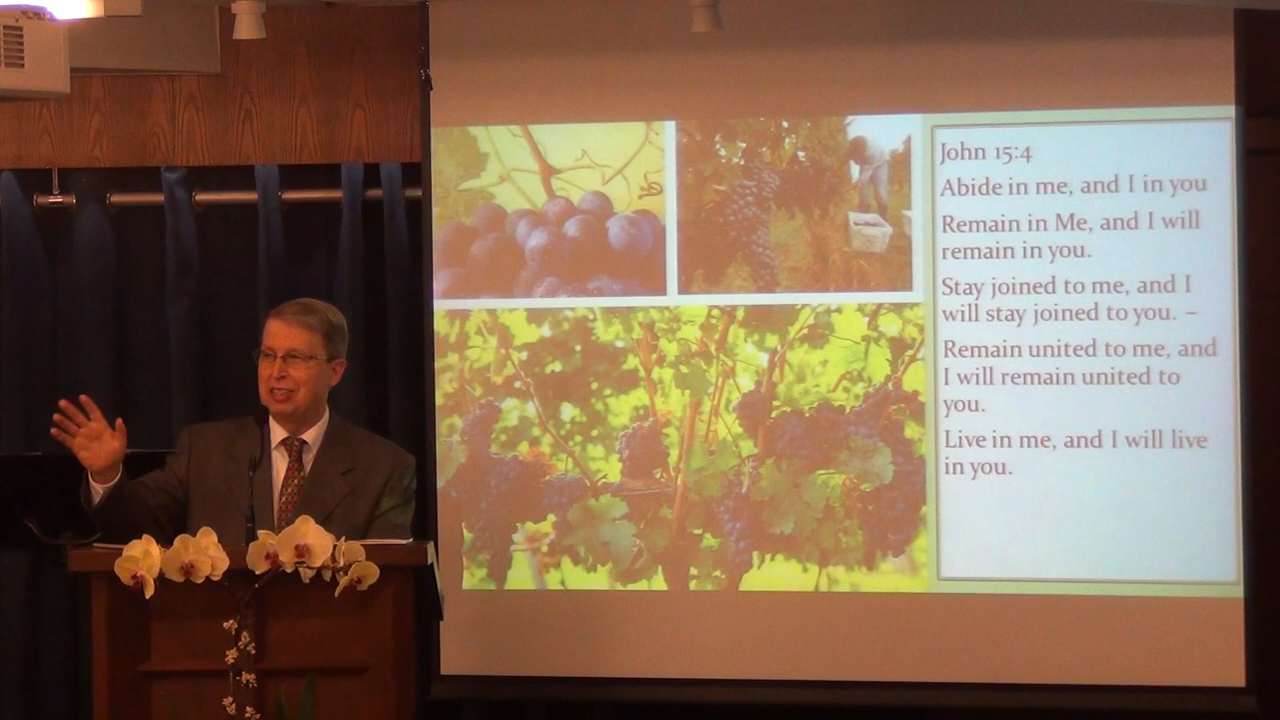 John 15:4
Abide in me, and I in you
Remain in Me, and I will
remain in you.
Stay joined to me, and I
will stay joined to you. –
Remain united to me, and
I will remain united to
you.
Live in me, and I will live
in you.